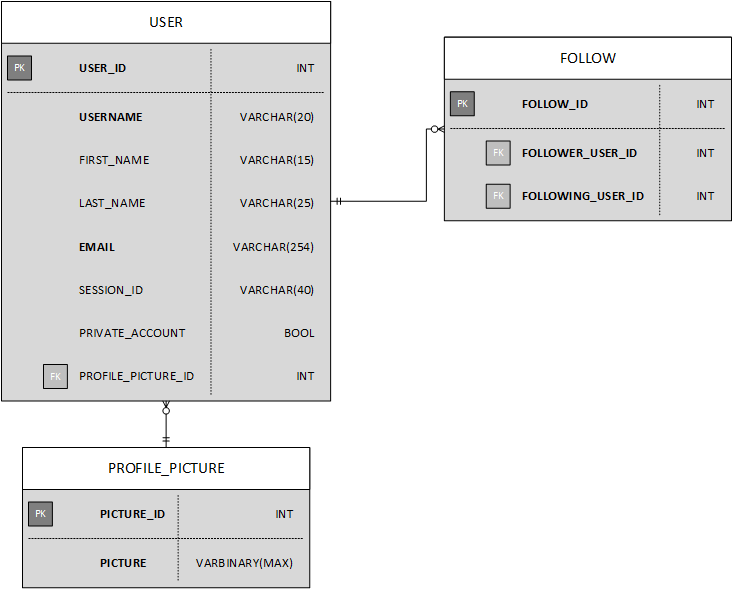 USER
PK USER_ID INT
USERNAME VARCHAR(20)
FIRST_NAME VARCHAR(15)
LAST_NAME VARCHAR(25)
EMAIL VARCHAR(254)
SESSION_ID VARCHAR(40)
PRIVATE_ACCOUNT BOOL
FK PROFILE_PICTURE_ID INT
FOLLOW
PK FOLLOW_ID INT
FK FOLLOWER_USER_ID INT
FK FOLLOWING_USER_ID INT
PROFILE_PICTURE
PK PICTURE_ID INT
PICTURE VARBINARY(MAX)